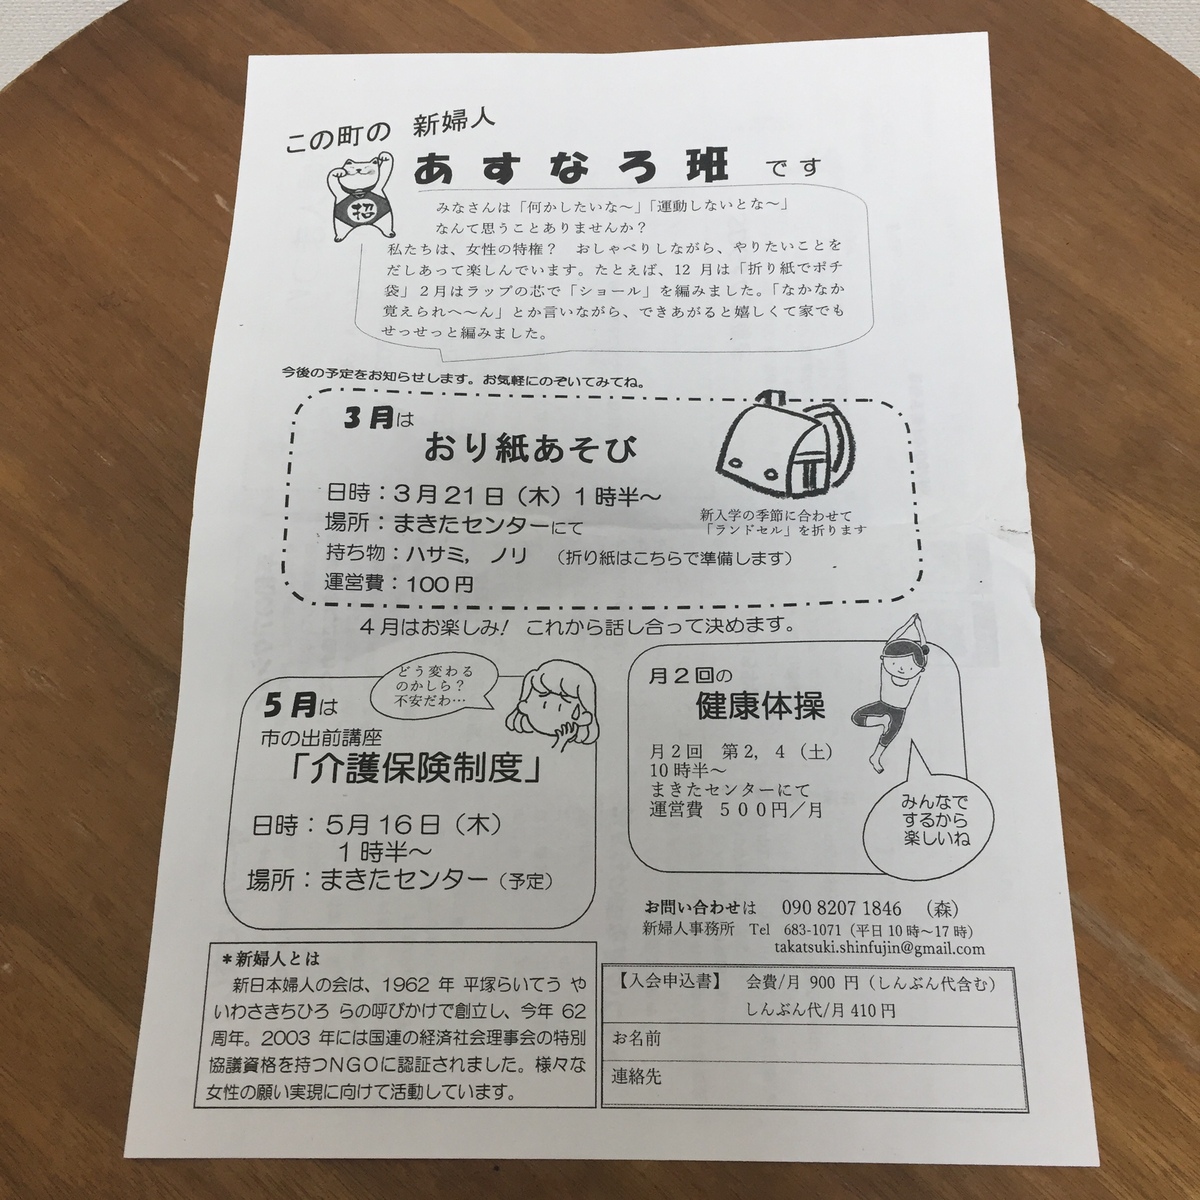 この町の 新婦人
あすなろ班 です
招
みなさんは「何かしたいな〜」「運動しないとな〜」
なんて思うことありませんか？
私たちは、女性の特権？ おしゃべりしながら、やりたいことを
だしあって楽しんでいます。たとえば、12 月は「折り紙でポチ
袋」２月はラップの芯で「ショール」を編みました。「なかなか
覚えられへ〜ん」とか言いながら、できあがると嬉しくて家でも
せっせっと編みました。
今後の予定をお知らせします。お気軽にのぞいてみてね。
３月は
おり紙あそび
日時：３月21日（木）１時半〜
場所：まきたセンターにて
持ち物：ハサミ，ノリ （折り紙はこちらで準備します）
運営費：100円
新入学の季節に合わせて
「ランドセル」を折ります
４月はお楽しみ！ これから話し合って決めます。
どう変わる
のかしら？
不安だわ…
５月は
市の出前講座
「介護保険制度」
日時：５月16日（木）
１時半〜
場所：まきたセンター（予定）
月２回の
健康体操
月２回 第２，４（土）
10時半〜
まきたセンターにて
運営費 ５００円／月
みんなで
するから
楽しいね
お問い合わせは 090 8207 1846 （森）
新婦人事務所 Tel 683-1071（平日10時〜17時）
takatsuki.shinfujin@gmail.com
＊新婦人とは
新日本婦人の会は、1962 年 平塚らいてう や
いわさきちひろ らの呼びかけで創立し、今年 62
周年。2003 年には国連の経済社会理事会の特別
協議資格を持つNGOに認証されました。様々な
女性の願い実現に向けて活動しています。
【入会申込書】 会費/月 900 円（しんぶん代含む）
しんぶん代/月 410 円
お名前
連絡先